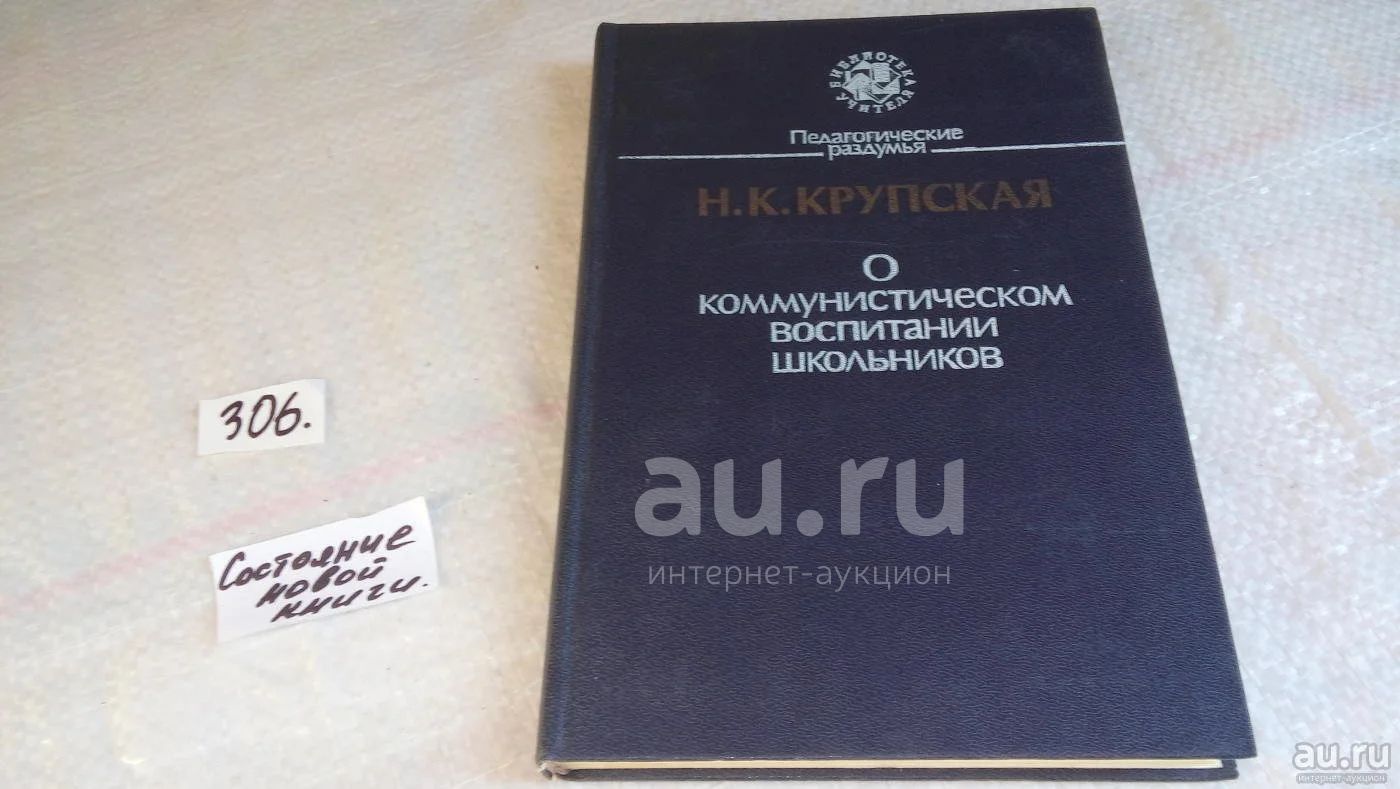 БИБЛИОТЕКА
УЧИТЕЛЯ
Педагогические
раздумья
Н.К.КРУПСКАЯ
О
КОММУНИСТИЧЕСКОМ
ВОСПИТАНИИ
ШКОЛЬНИКОВ
306.
Состояние
новой
книги.
au.ru
интернет-аукцион
au.ru
интернет-аукцион